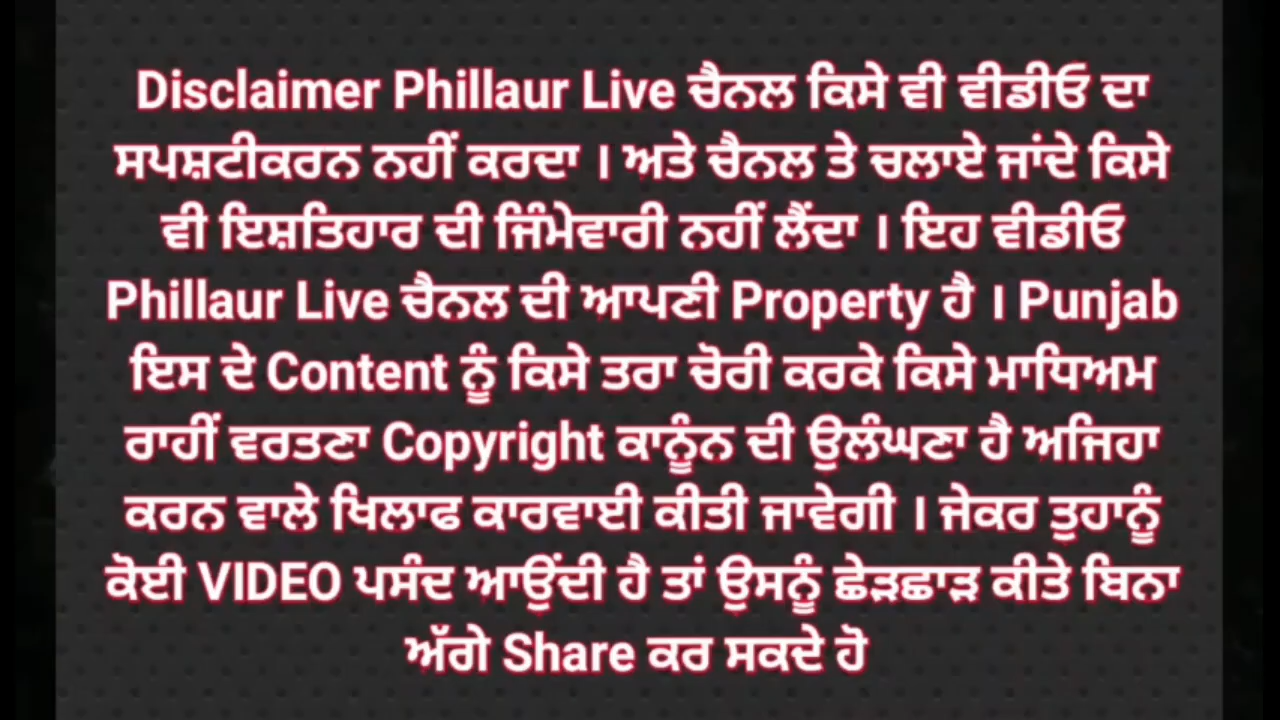 Disclaimer Phillaur Live ਚੈਨਲ ਕਿਸੇ ਵੀ ਵੀਡੀਓ ਦਾ
ਸਪਸ਼ਟੀਕਰਨ ਨਹੀਂ ਕਰਦਾ । ਅਤੇ ਚੈਨਲ ਤੇ ਚਲਾਏ ਜਾਂਦੇ ਕਿਸੇ
ਵੀ ਇਸ਼ਤਿਹਾਰ ਦੀ ਜਿੰਮੇਵਾਰੀ ਨਹੀਂ ਲੈਂਦਾ । ਇਹ ਵੀਡੀਓ
Phillaur Live ਚੈਨਲ ਦੀ ਆਪਣੀ Property ਹੈ । Punjab
ਇਸ ਦੇ Content ਨੂੰ ਕਿਸੇ ਤਰਾ ਚੋਰੀ ਕਰਕੇ ਕਿਸੇ ਮਾਧਿਅਮ
ਰਾਹੀਂ ਵਰਤਣਾ Copyright ਕਾਨੂੰਨ ਦੀ ਉਲੰਘਣਾ ਹੈ ਅਜਿਹਾ
ਕਰਨ ਵਾਲੇ ਖਿਲਾਫ ਕਾਰਵਾਈ ਕੀਤੀ ਜਾਵੇਗੀ । ਜੇਕਰ ਤੁਹਾਨੂੰ
ਕੋਈ VIDEO ਪਸੰਦ ਆਉਂਦੀ ਹੈ ਤਾਂ ਉਸਨੂੰ ਛੇੜਛਾੜ ਕੀਤੇ ਬਿਨਾ
ਅੱਗੇ Share ਕਰ ਸਕਦੇ ਹੋ